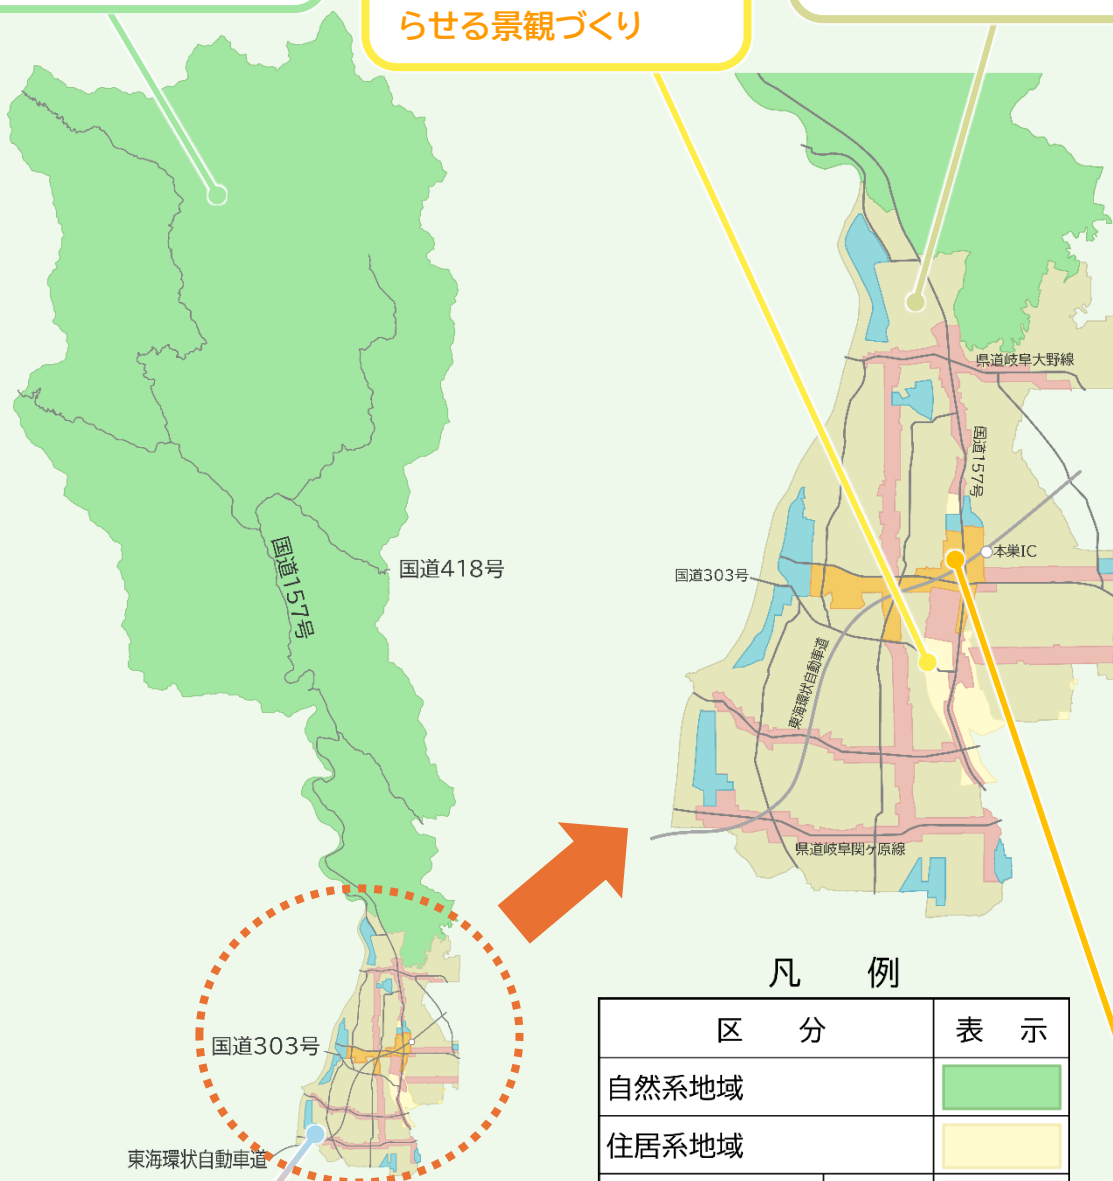 らせる景観づくり
県道岐阜大野線
国道157号
本巣IC
国道303号
東海環状自動車道
県道岐阜関ケ原線
国道157号
国道418号
国道303号
東海環状自動車道
凡 例
区 分 表 示
自然系地域
住居系地域